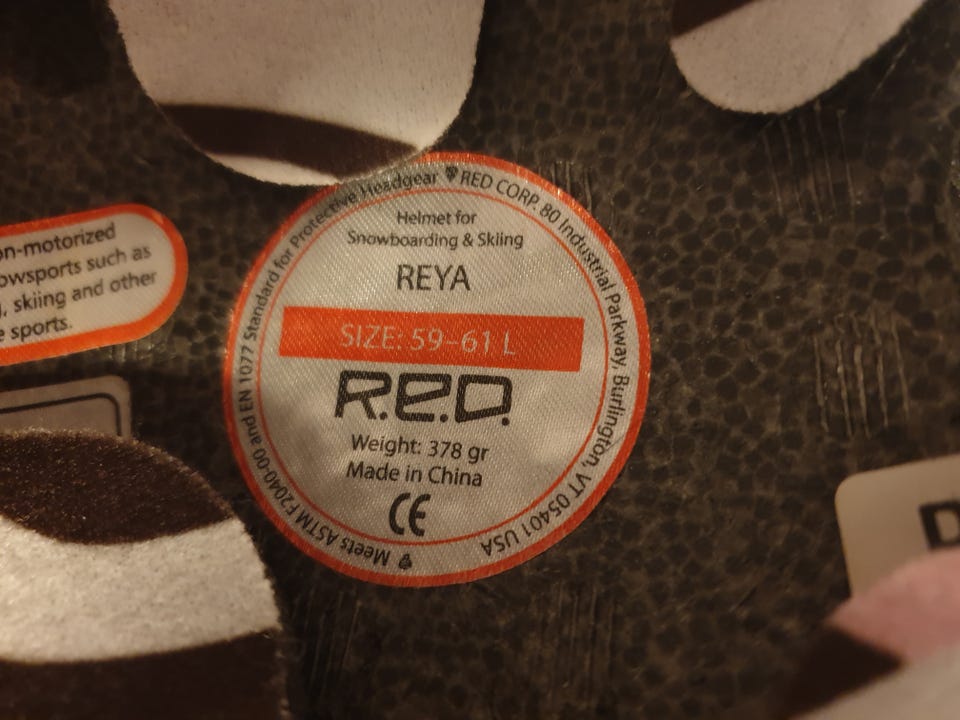 on-motorized
owsports such as
, skiing and other
e sports.
Meets ASTM F2040-00 and EN 1077 Standard for Protective Headgear
RED CORP. 80 Industrial Parkway, Burlington, VT 05401 USA
Helmet for
Snowboarding & Skiing
REYA
SIZE: 59-61 L
R.E.D.
Weight: 378 gr
Made in China
CE